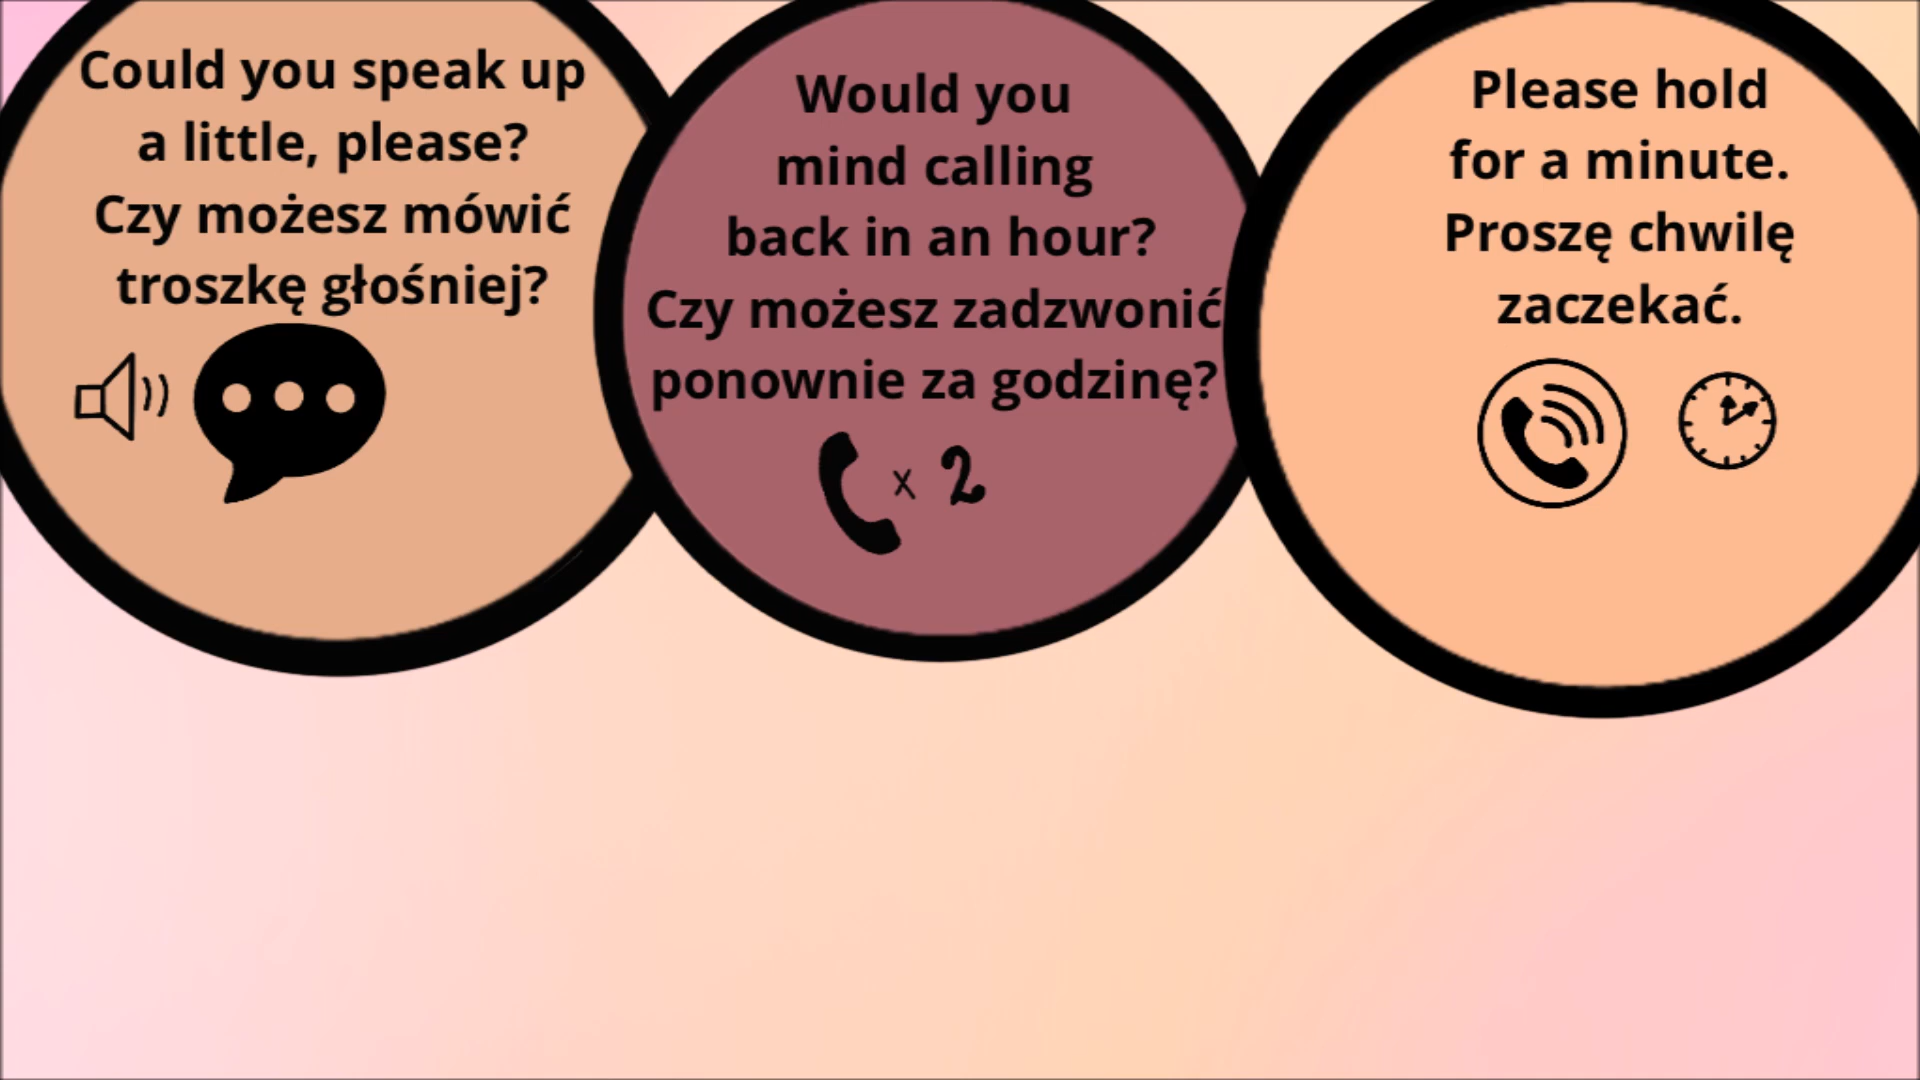 Could you speak up
a little, please?
Czy możesz mówić
troszkę głośniej?
Would you
mind calling
back in an hour?
Czy możesz zadzwonić
ponownie za godzinę?
x 2
Please hold
for a minute.
Proszę chwilę
zaczekać.